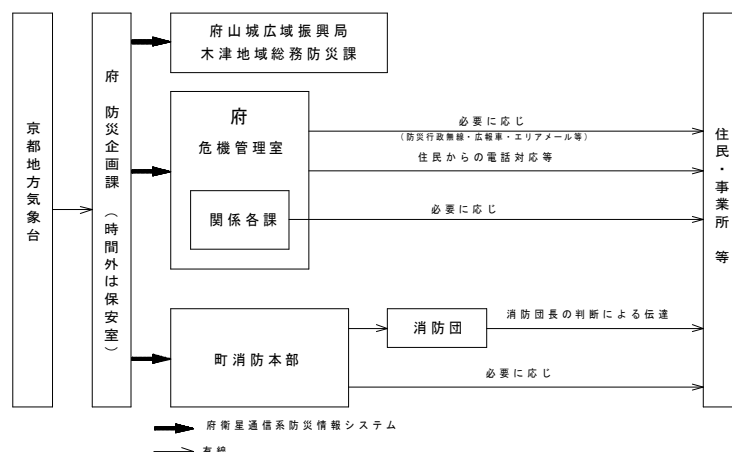 京都地方気象台
府 防災企画課（時間外は保安室）
府山城広域振興局
木津地域総務防災課
府
危機管理室
関係各課
必要に応じ
（防災行政無線・広報車・エリアメール等）
住民からの電話対応等
必要に応じ
町消防本部
消防団
消防団長の判断による伝達
必要に応じ
住民・事業所 等
府衛星通信系防災情報システム
有線